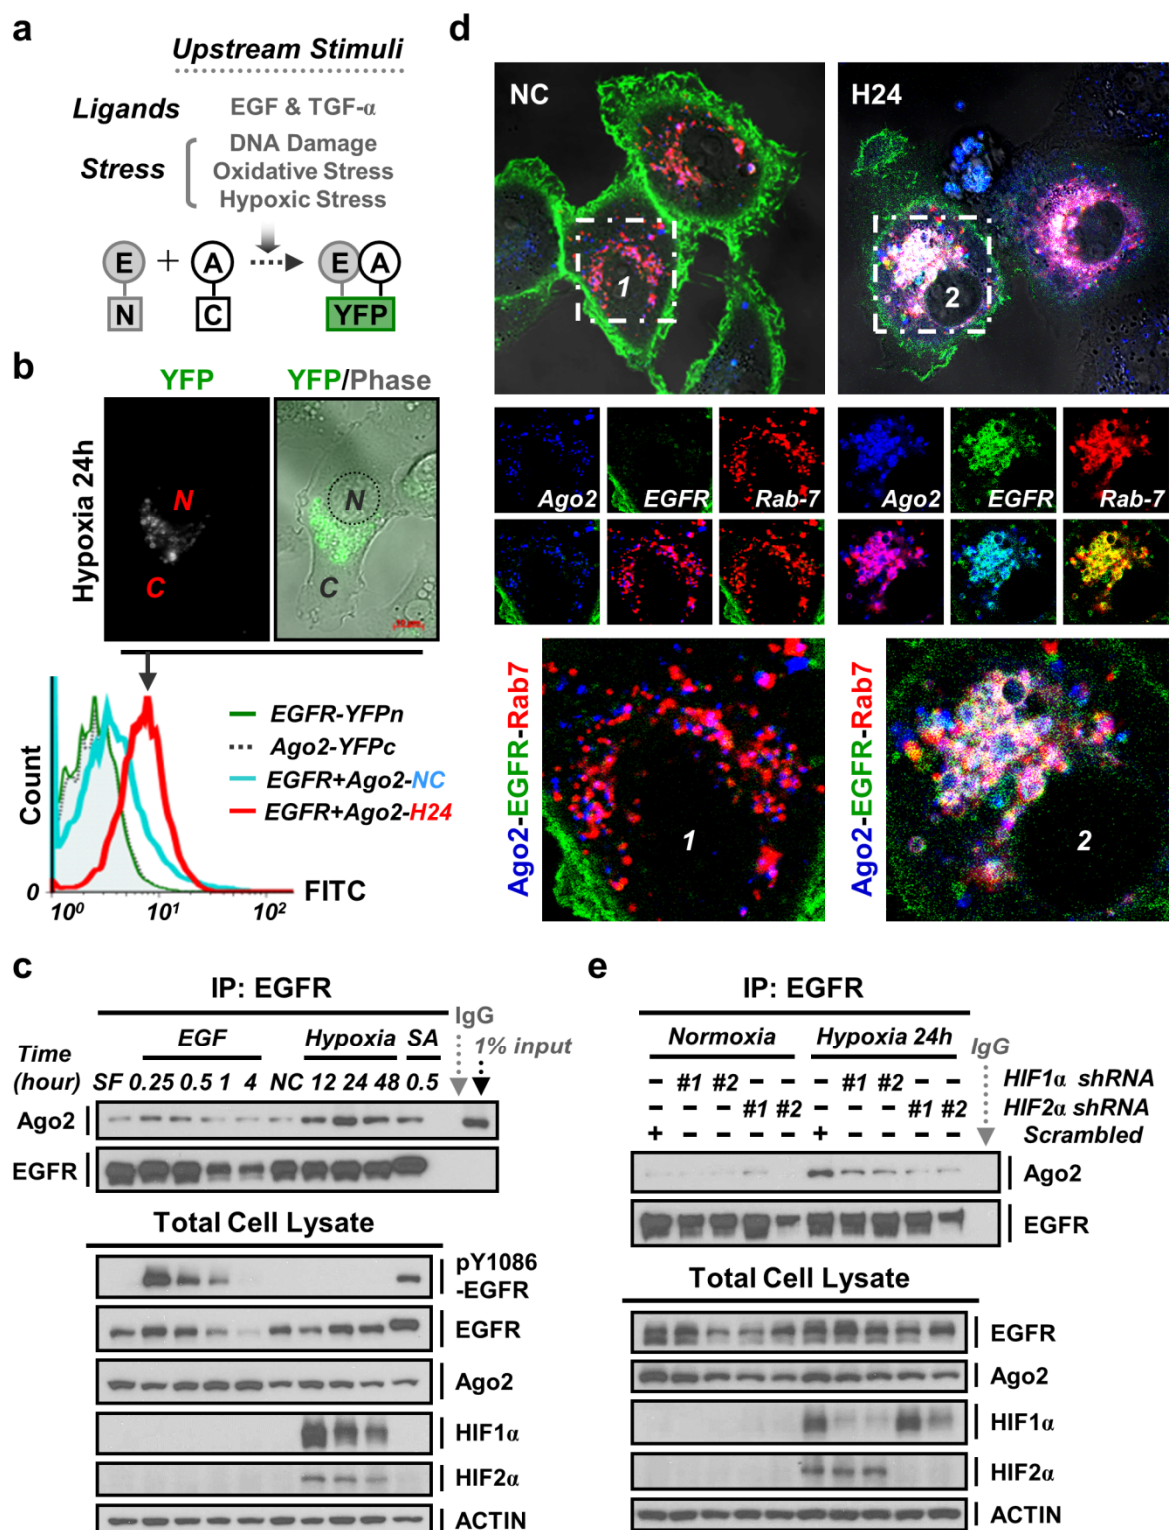 a
Upstream Stimuli
Ligands EGF & TGF-α
Stress DNA Damage
Oxidative Stress
Hypoxic Stress
E + A E A
N C YFP
b
YFP YFP/Phase
Hypoxia 24h
N
C
N
C
10 μm
Count
0
10⁰ 10¹ 10²
FITC
EGFR-YFPn
Ago2-YFPc
EGFR+Ago2-NC
EGFR+Ago2-H24
c
IP: EGFR
IgG
EGF Hypoxia SA 1% input
Time
(hour) SF 0.25 0.5 1 4 NC 12 24 48 0.5
Ago2
EGFR
Total Cell Lysate
pY1086
-EGFR
EGFR
Ago2
HIF1α
HIF2α
ACTIN
d
NC H24
1 2
Ago2 EGFR Rab-7 Ago2 EGFR Rab-7
Ago2-EGFR-Rab7
1
Ago2-EGFR-Rab7
2
e
IP: EGFR
Normoxia Hypoxia 24h IgG
– #1 #2 – – – #1 #2 – – HIF1α shRNA
– – – #1 #2 – – – #1 #2 HIF2α shRNA
+ – – – – + – – – – Scrambled
Ago2
EGFR
Total Cell Lysate
EGFR
Ago2
HIF1α
HIF2α
ACTIN